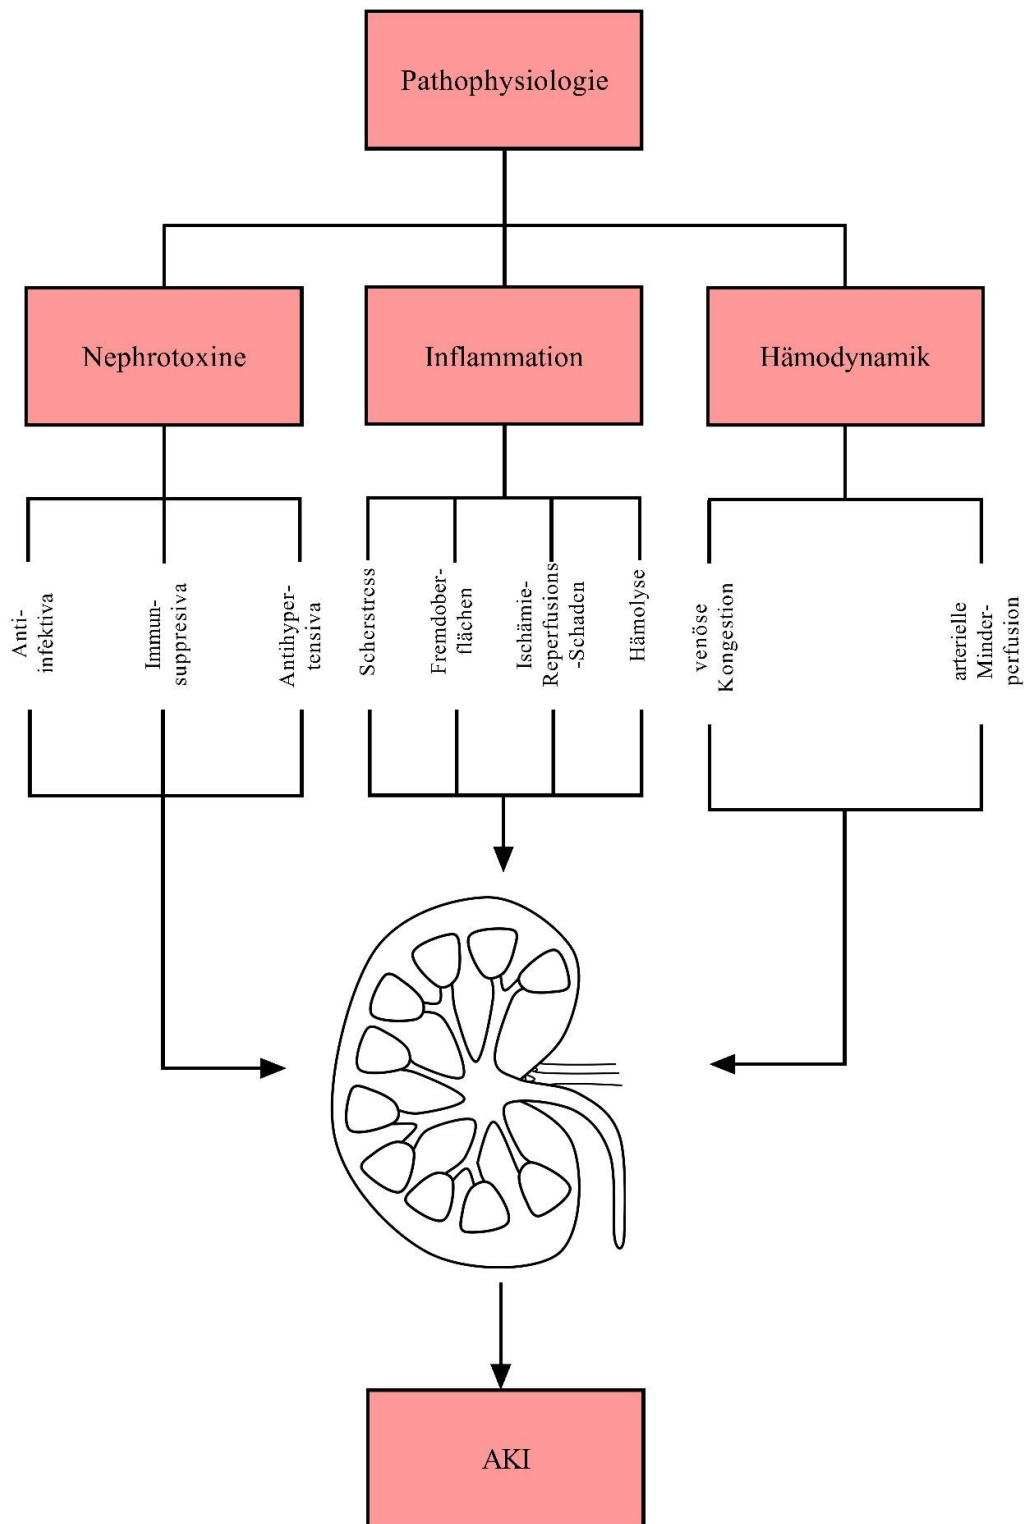 Pathophysiologie
Nephrotoxine
Inflammation
Hämodynamik
Anti-
infektiva
Immun-
suppresiva
Antihyper-
tensiva
Scherstress
Fremdober-
flächen
Ischämie-
Reperfusions
-Schaden
Hämolyse
venöse
Kongestion
arterielle
Minder-
perfusion
AKI